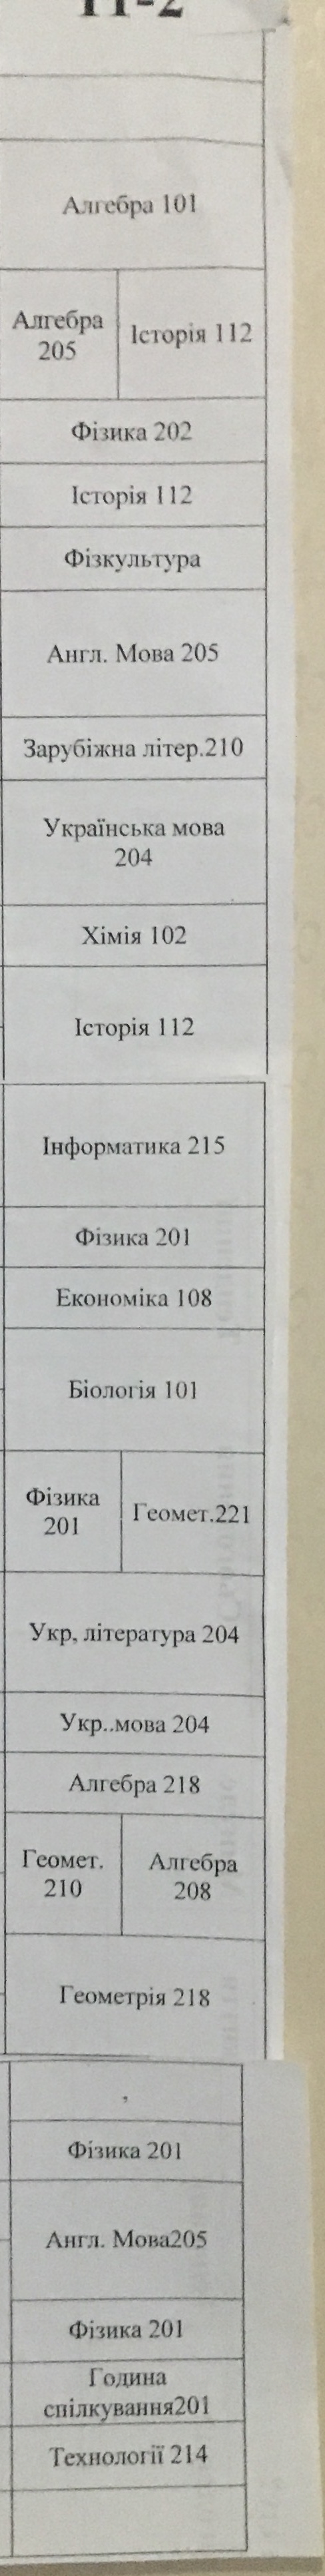 11-2
Алгебра 101
Алгебра
205
Історія 112
Фізика 202
Історія 112
Фізкультура
Англ. Мова 205
Зарубіжна літер.210
Українська мова
204
Хімія 102
Історія 112
Інформатика 215
Фізика 201
Економіка 108
Біологія 101
Фізика
201
Геомет.221
Укр, література 204
Укр..мова 204
Алгебра 218
Геомет.
210
Алгебра
208
Геометрія 218
Фізика 201
Англ. Мова205
Фізика 201
Година
спілкування201
Технології 214